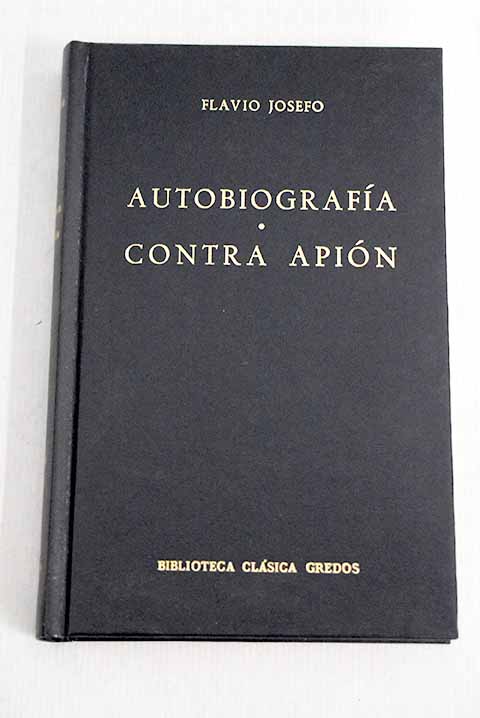 FLAVIO JOSEFO
AUTOBIOGRAFÍA
•
CONTRA APIÓN
BIBLIOTECA CLÁSICA GREDOS